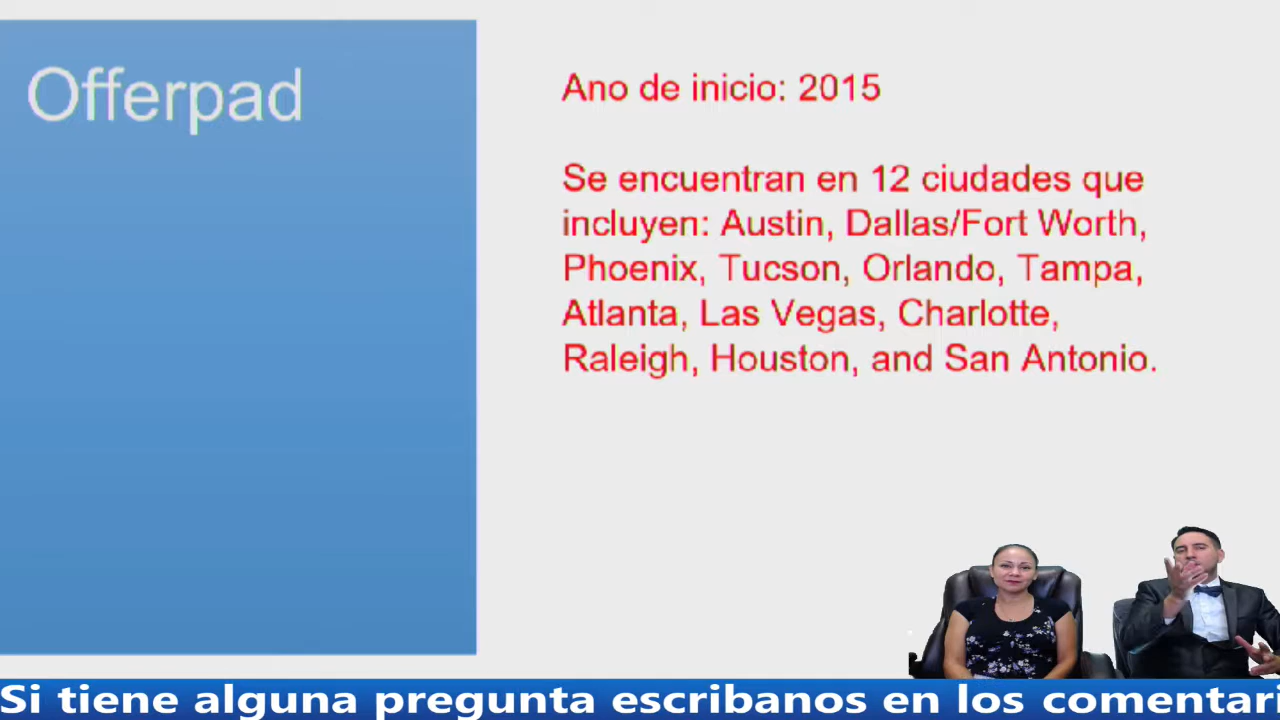 Offerpad
Ano de inicio: 2015
Se encuentran en 12 ciudades que
incluyen: Austin, Dallas/Fort Worth,
Phoenix, Tucson, Orlando, Tampa,
Atlanta, Las Vegas, Charlotte,
Raleigh, Houston, and San Antonio.
Si tiene alguna pregunta escribanos en los comentari